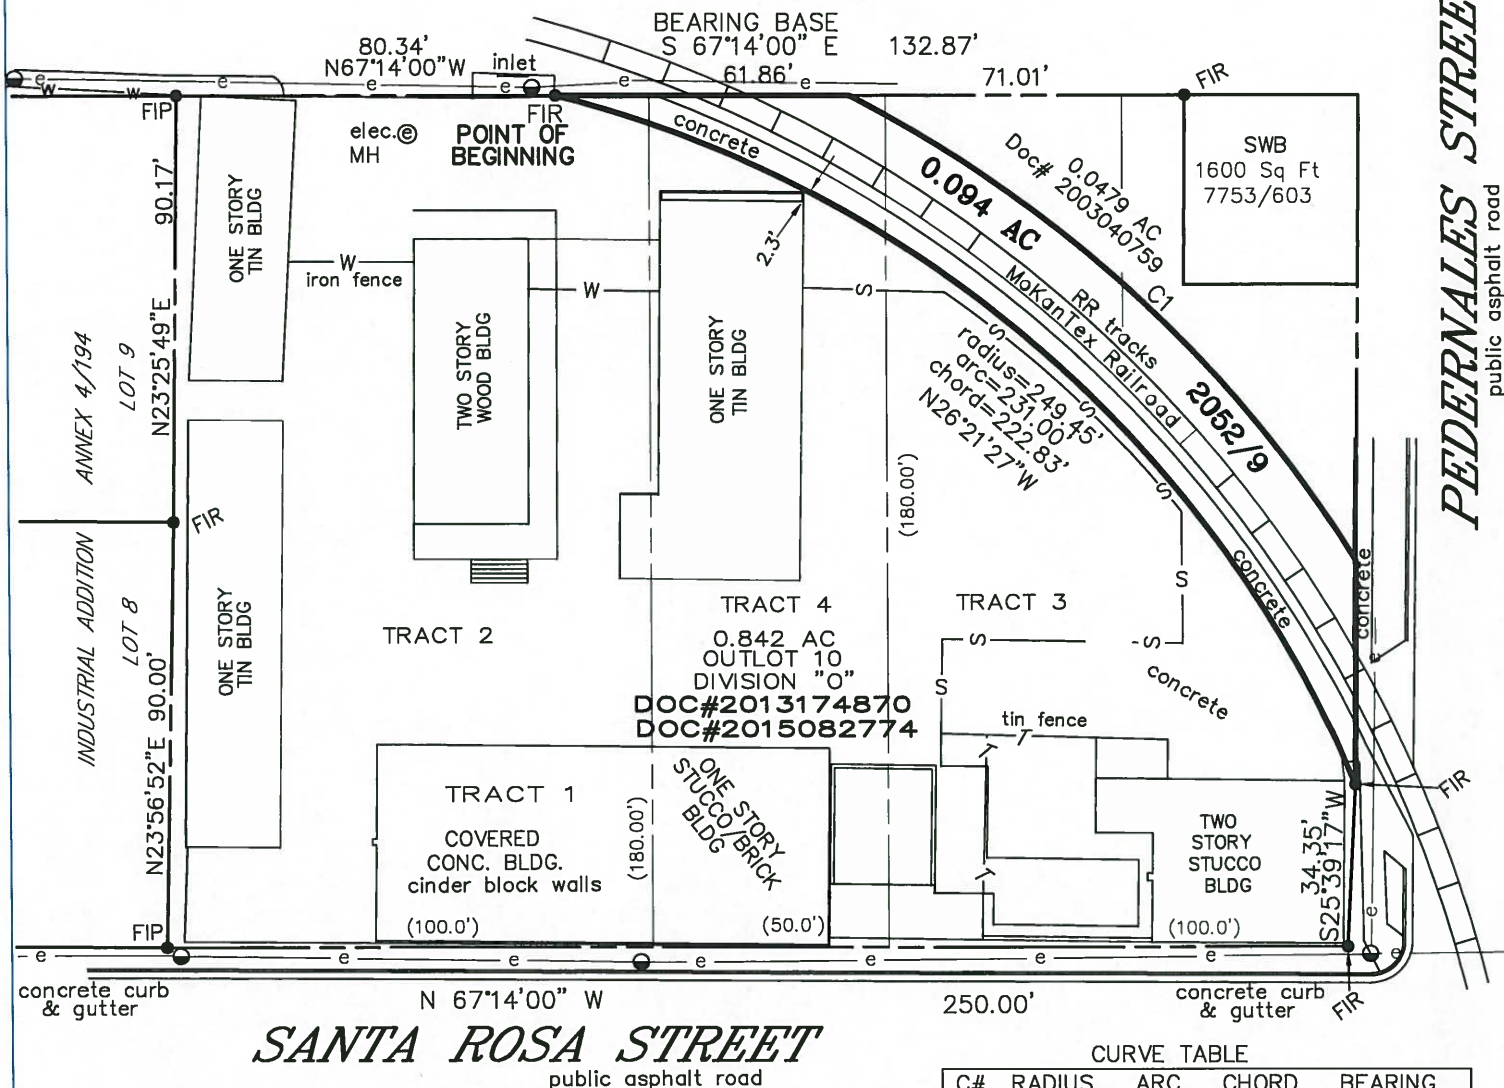 BEARING BASE
S 67°14'00" E
132.87'
80.34'
N67°14'00"W
inlet
61.86'
71.01'
e
e
e
e
e
W
W
FIP
FIR
FIR
elec.
MH
POINT OF
BEGINNING
concrete
SWB
1600 Sq Ft
7753/603
PEDERNALES STREE
public asphalt road
90.17'
N23°25'49"E
ONE STORY
TIN BLDG
W
iron fence
W
TWO STORY
WOOD BLDG
ONE STORY
TIN BLDG
2.3'
0.094 AC
2052/9
0.0479 AC
Doc# 2003040759
C1
RR tracks
MoKanTex Railroad
radius=249.45'
arc=231.00'
chord=222.83'
N26°21'27"W
S
S
S
S
S
S
S
S
(180.00')
ANNEX 4/194
LOT 9
FIR
INDUSTRIAL ADDITION
LOT 8
N23°56'52"E 90.00'
ONE STORY
TIN BLDG
TRACT 2
TRACT 4
TRACT 3
0.842 AC
OUTLOT 10
DIVISION "O"
DOC#2013174870
DOC#2015082774
concrete
concrete
concrete
e
tin fence
T
T
T
TRACT 1
COVERED
CONC. BLDG.
cinder block walls
(100.0')
(180.00')
ONE STORY
STUCCO/BRICK
BLDG
(50.0')
TWO
STORY
STUCCO
BLDG
(100.0')
34.35'
S25°39'17"W
FIR
FIP
e
e
e
e
e
e
e
e
e
concrete curb
& gutter
N 67°14'00" W
250.00'
concrete curb
& gutter
FIR
SANTA ROSA STREET
public asphalt road
CURVE TABLE
C# RADIUS ARC CHORD BEARING